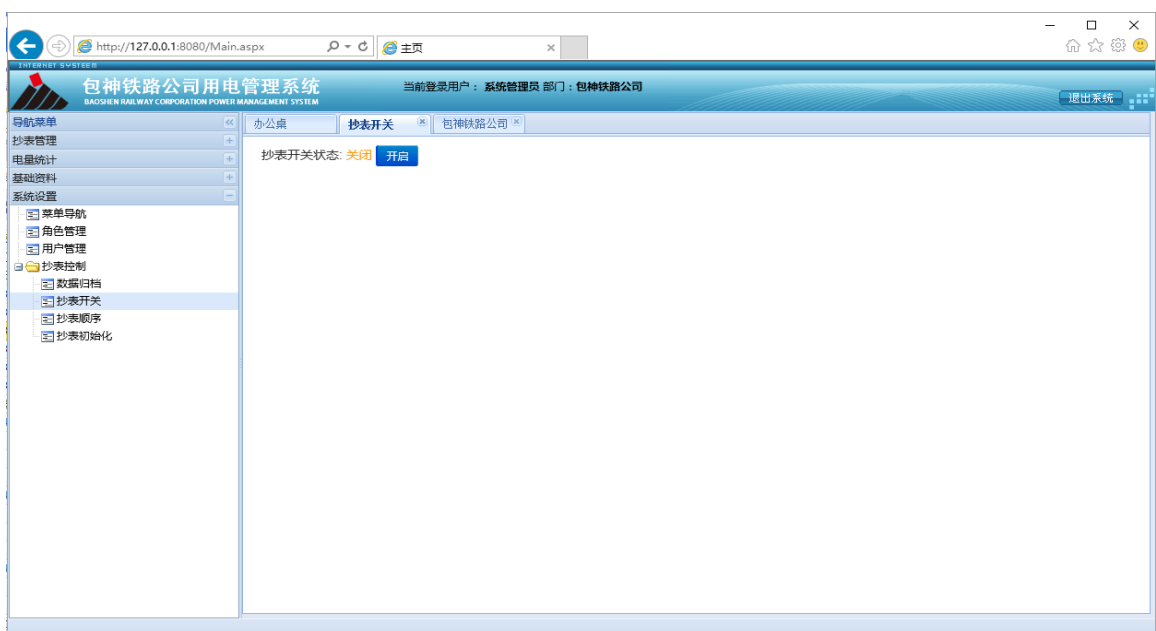 http://127.0.0.1:8080/Main.aspx
主页
INTERNET SYSTEM
包神铁路公司用电管理系统
BAOSHEN RAILWAY CORPORATION POWER MANAGEMENT SYSTEM
当前登录用户： 系统管理员 部门：包神铁路公司
退出系统
导航菜单
办公桌
抄表开关
包神铁路公司
抄表管理
电量统计
基础资料
系统设置
菜单导航
角色管理
用户管理
抄表控制
数据归档
抄表开关
抄表顺序
抄表初始化
抄表开关状态: 关闭 开启